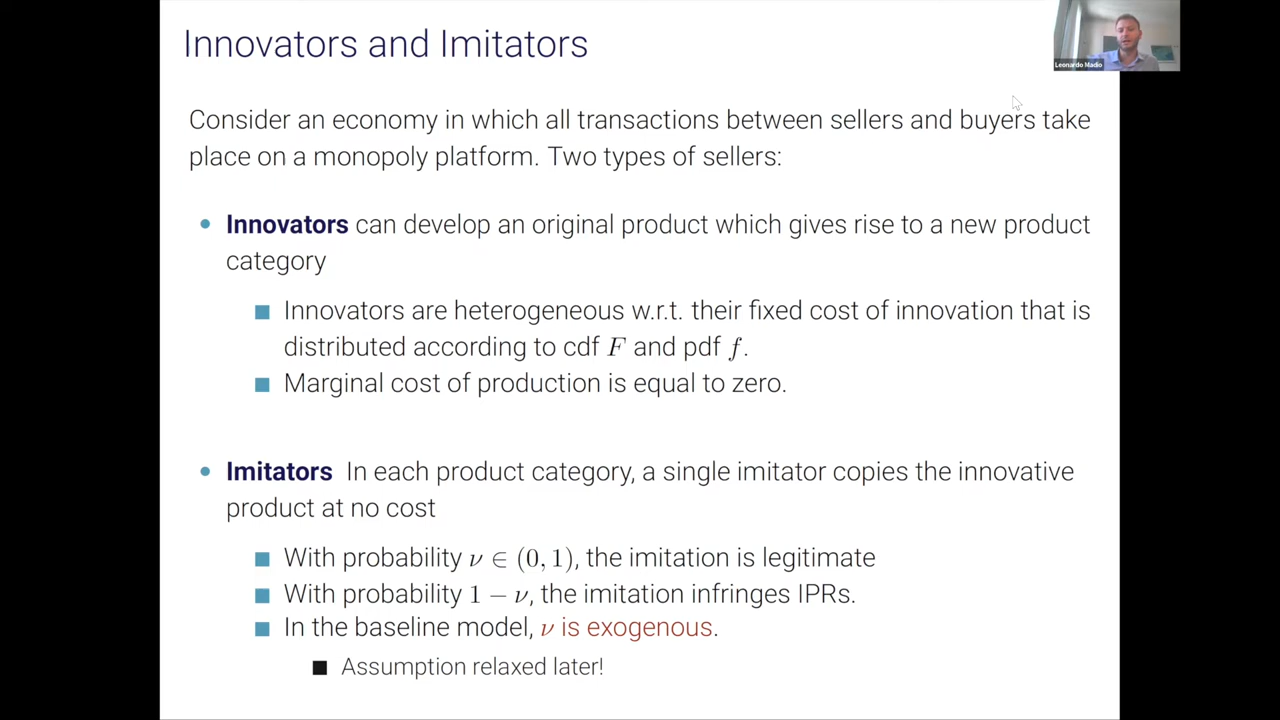 Innovators and Imitators
Leonardo Madio
Consider an economy in which all transactions between sellers and buyers take
place on a monopoly platform. Two types of sellers:
• Innovators can develop an original product which gives rise to a new product
category
■ Innovators are heterogeneous w.r.t. their fixed cost of innovation that is
distributed according to cdf F and pdf f.
■ Marginal cost of production is equal to zero.
• Imitators In each product category, a single imitator copies the innovative
product at no cost
■ With probability ν ∈ (0, 1), the imitation is legitimate
■ With probability 1 − ν, the imitation infringes IPRs.
■ In the baseline model, ν is exogenous.
■ Assumption relaxed later!